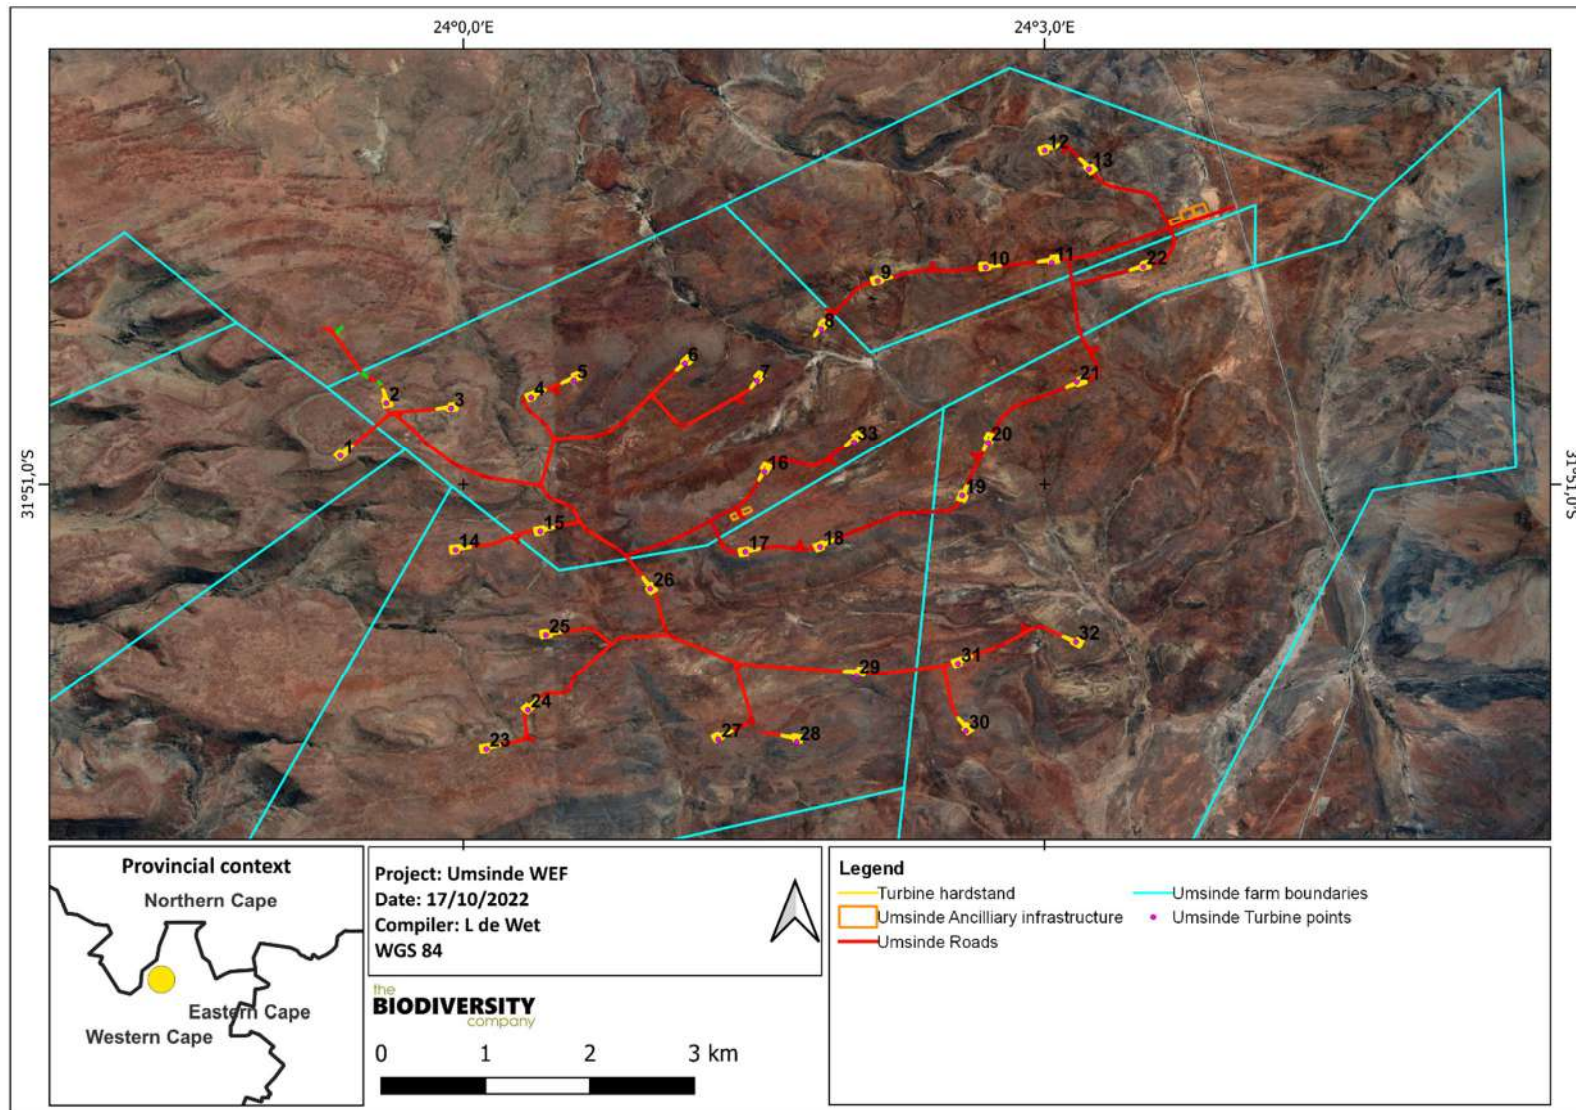 24°0,0'E
24°3,0'E
12
13
11
10
22
9
8
6
7
5
4
2
3
21
1
33
20
16
31°51,0'S
31°51,0'S
19
15
14
17
18
26
25
32
31
29
24
30
27
28
23
Provincial context
Northern Cape
Eastern Cape
Western Cape
Project: Umsinde WEF
Date: 17/10/2022
Compiler: L de Wet
WGS 84
the
BIODIVERSITY
company
0 1 2 3 km
Legend
Turbine hardstand
Umsinde Ancilliary infrastructure
Umsinde Roads
Umsinde farm boundaries
Umsinde Turbine points